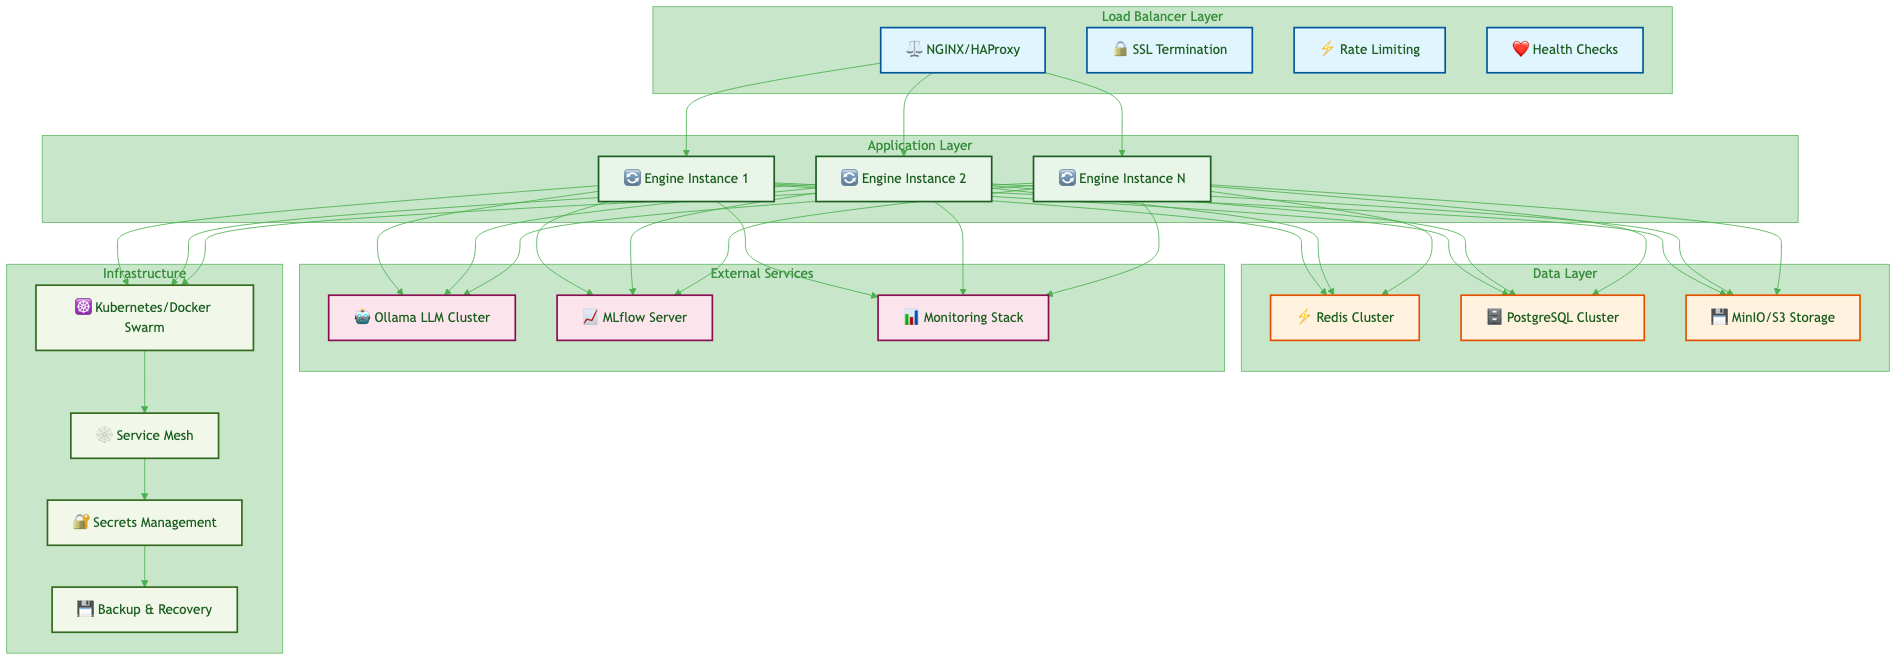 Load Balancer Layer
⚖️ NGINX/HAProxy
🔒 SSL Termination
⚡ Rate Limiting
❤️ Health Checks
Application Layer
🔄 Engine Instance 1
🔄 Engine Instance 2
🔄 Engine Instance N
Infrastructure
☸️ Kubernetes/Docker
Swarm
🕸️ Service Mesh
🔐 Secrets Management
💾 Backup & Recovery
External Services
🤖 Ollama LLM Cluster
📈 MLflow Server
📊 Monitoring Stack
Data Layer
⚡ Redis Cluster
🗄️ PostgreSQL Cluster
💾 MinIO/S3 Storage